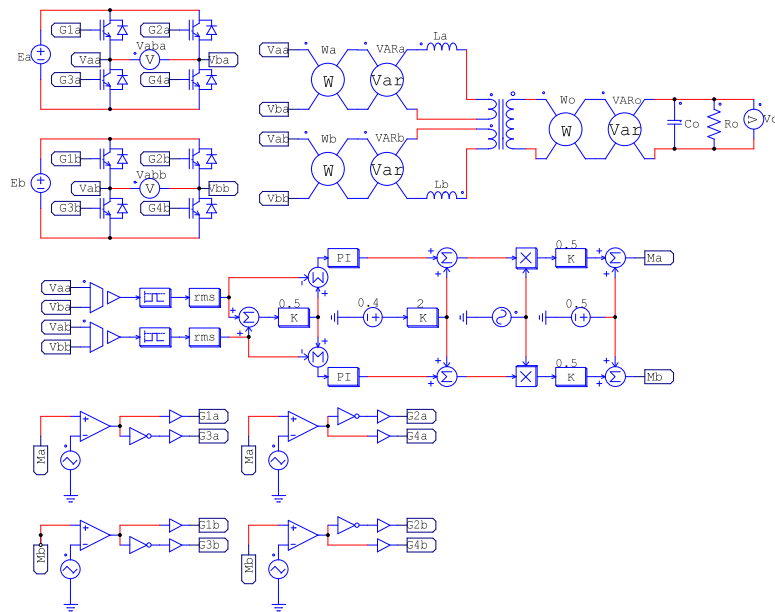 G1a G2a
Vaba
Ea Vaa V Vba
G3a G4a
G1b G2b
Vabb
Eb Vab V Vbb
G3b G4b
La
Vaa Wa VARa
W Var
Vba
Vab Wb VARb
W Var
Vbb Lb
Wo VARo
W Var Co Ro V
Vaa
Vba rms
Vab
Vbb rms
Σ 0.5 K
Σ PI Σ X 0.5 K Σ Ma
0.4 2 K 0.5
Σ PI Σ X 0.5 K Σ Mb
Ma G1a G3a
Ma G2a G4a
Mb G1b G3b
Mb G2b G4b